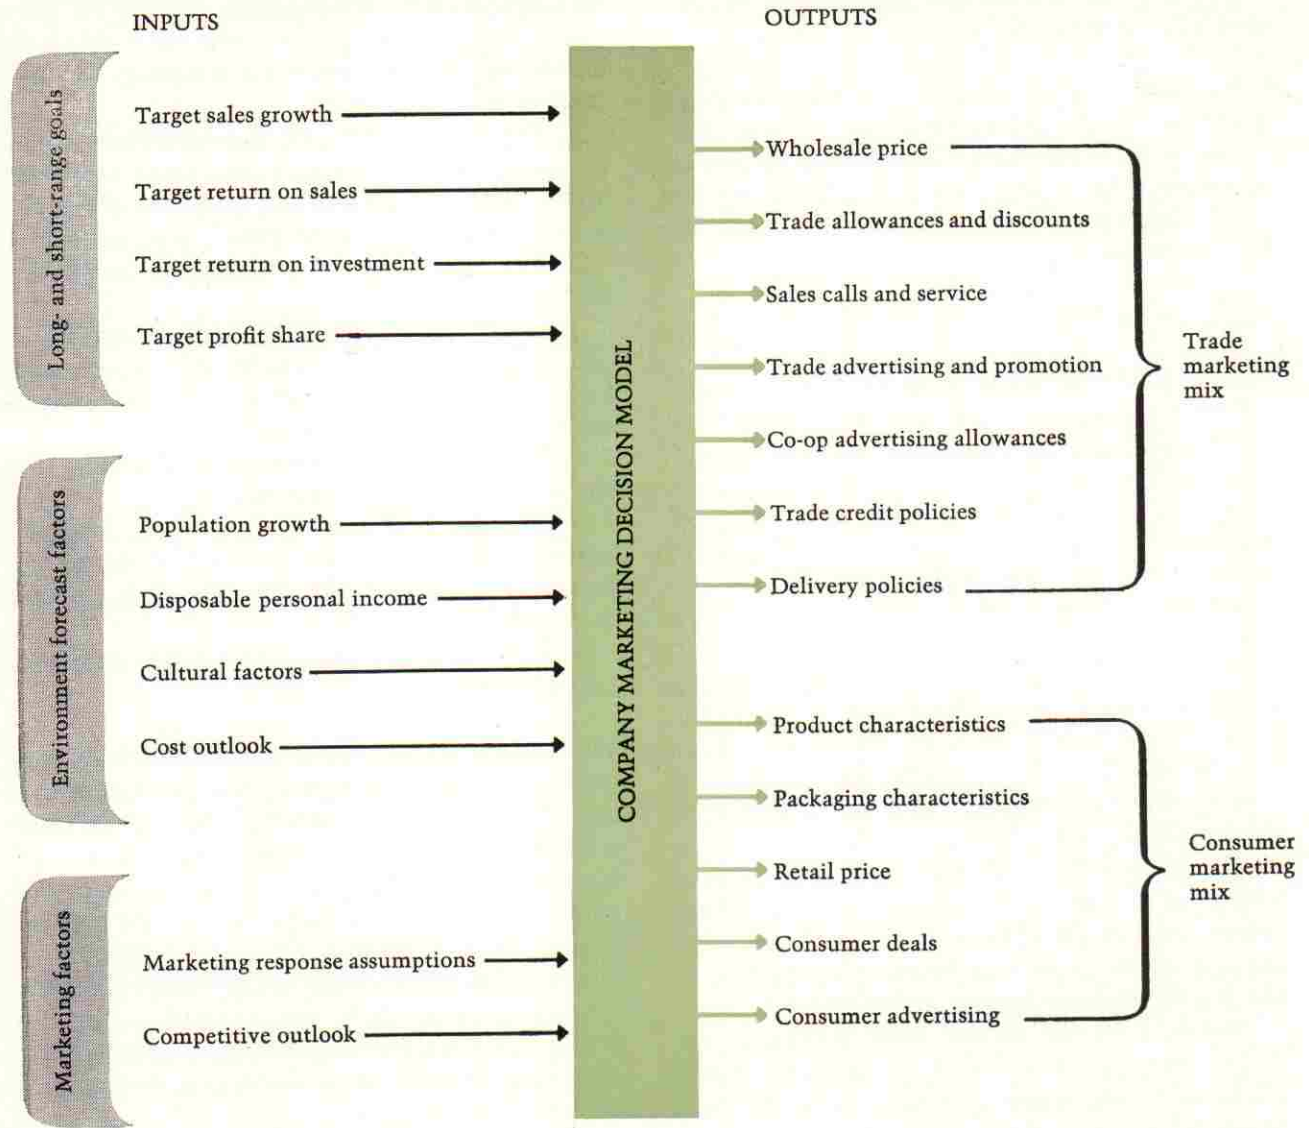 INPUTS
OUTPUTS
Long- and short-range goals
Target sales growth
Target return on sales
Target return on investment
Target profit share
Environment forecast factors
Population growth
Disposable personal income
Cultural factors
Cost outlook
Marketing factors
Marketing response assumptions
Competitive outlook
COMPANY MARKETING DECISION MODEL
Wholesale price
Trade allowances and discounts
Sales calls and service
Trade advertising and promotion
Co-op advertising allowances
Trade credit policies
Delivery policies
Trade
marketing
mix
Product characteristics
Packaging characteristics
Retail price
Consumer deals
Consumer advertising
Consumer
marketing
mix